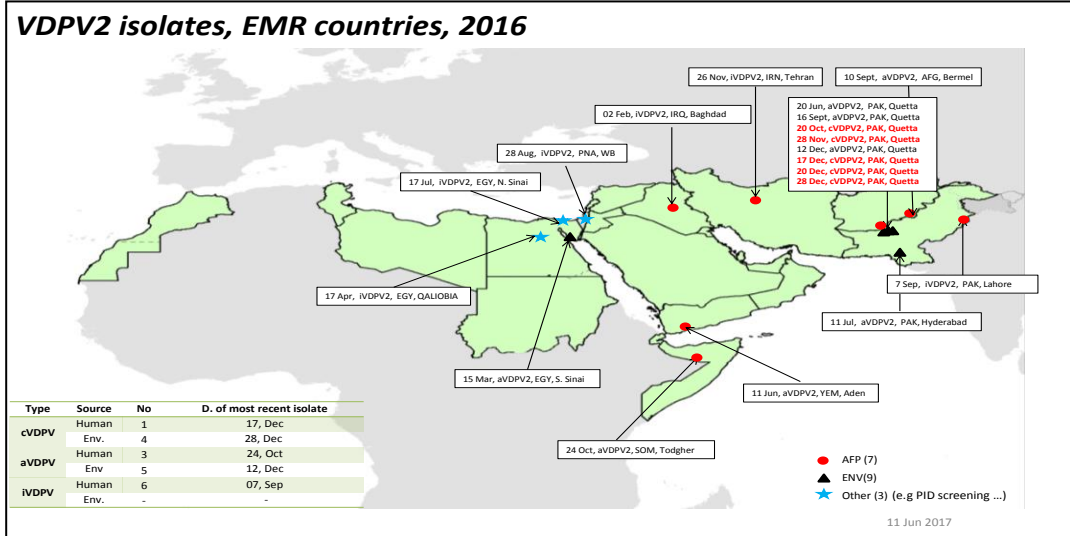 VDPV2 isolates, EMR countries, 2016
26 Nov, iVDPV2, IRN, Tehran
10 Sept, aVDPV2, AFG, Bermel
02 Feb, iVDPV2, IRQ, Baghdad
20 Jun, aVDPV2, PAK, Quetta
16 Sept, aVDPV2, PAK, Quetta
20 Oct, cVDPV2, PAK, Quetta
28 Nov, cVDPV2, PAK, Quetta
12 Dec, aVDPV2, PAK, Quetta
17 Dec, cVDPV2, PAK, Quetta
20 Dec, cVDPV2, PAK, Quetta
28 Dec, cVDPV2, PAK, Quetta
28 Aug, iVDPV2, PNA, WB
17 Jul, iVDPV2, EGY, N. Sinai
17 Apr, iVDPV2, EGY, QALIOBIA
7 Sep, iVDPV2, PAK, Lahore
11 Jul, aVDPV2, PAK, Hyderabad
15 Mar, aVDPV2, EGY, S. Sinai
11 Jun, aVDPV2, YEM, Aden
24 Oct, aVDPV2, SOM, Todgher
Type Source No D. of most recent isolate
cVDPV Human 1 17, Dec
Env. 4 28, Dec
aVDPV Human 3 24, Oct
Env 5 12, Dec
iVDPV Human 6 07, Sep
Env. - -
AFP (7)
ENV(9)
Other (3) (e.g PID screening ...)
11 Jun 2017